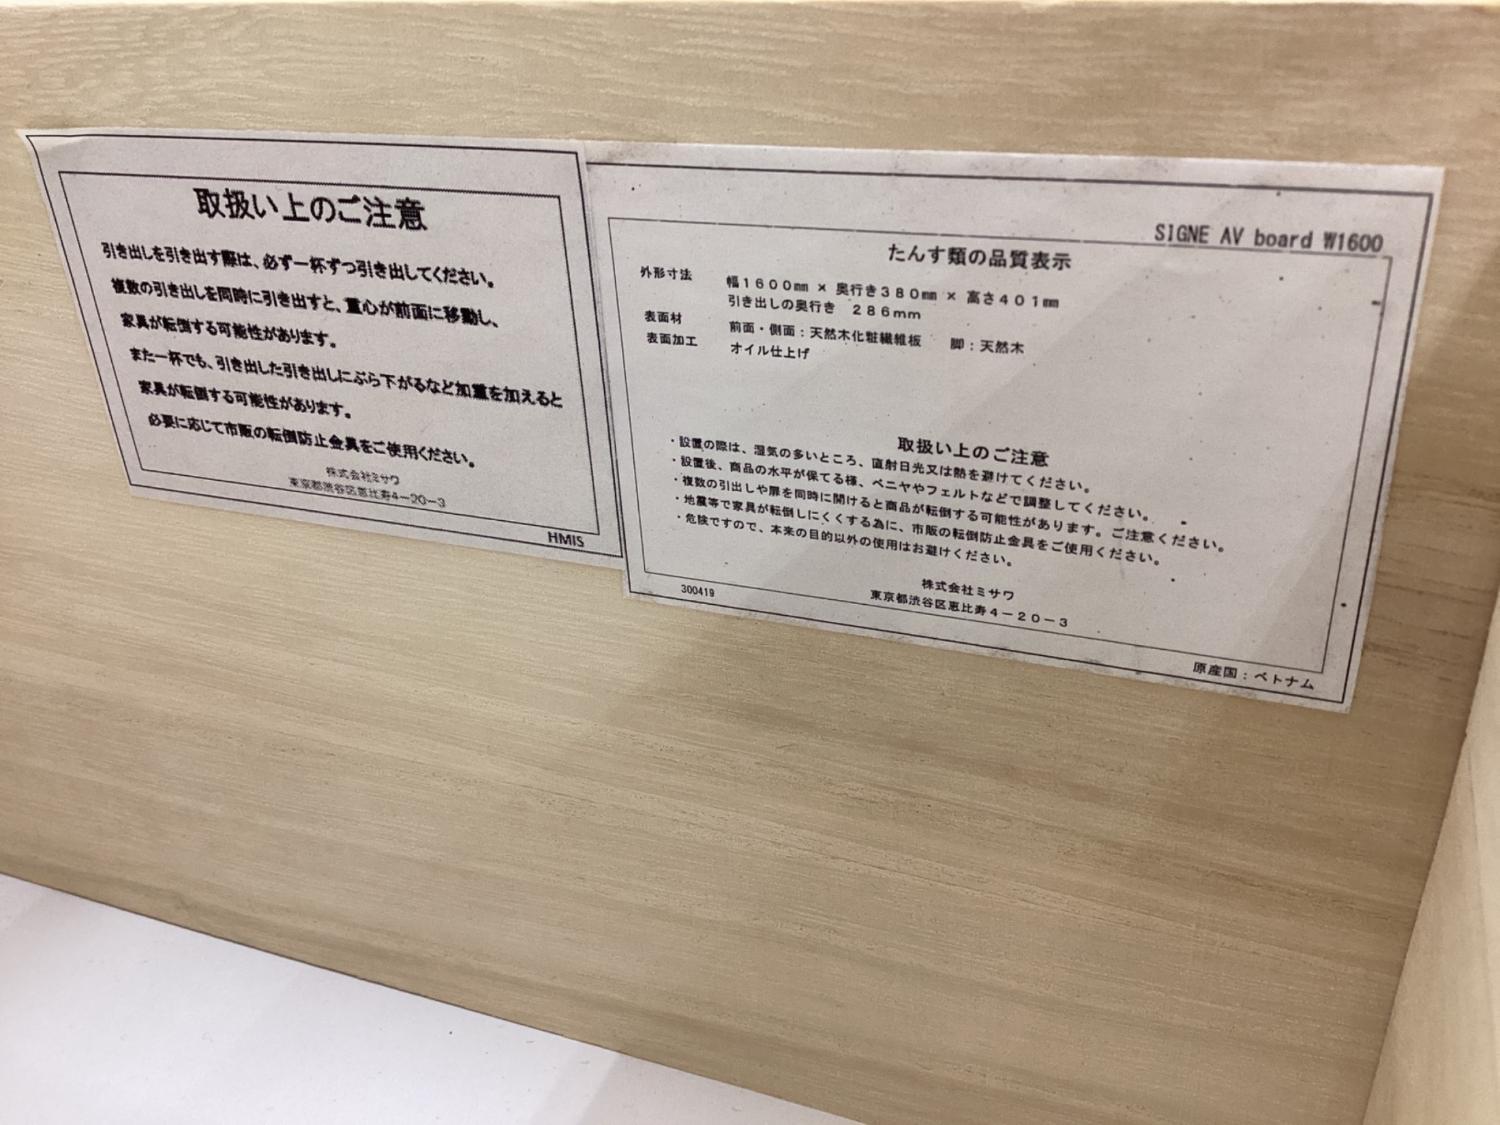 取扱い上のご注意
引き出しを引き出す際は、必ず一杯ずつ引き出してください。
複数の引き出しを同時に引き出すと、重心が前面に移動し、
家具が転倒する可能性があります。
また一杯でも、引き出した引き出しにぶら下がるなど加重を加えると
家具が転倒する可能性があります。
必要に応じて市販の転倒防止金具をご使用ください。
株式会社ミサワ
東京都渋谷区恵比寿4－20－3
HMIS
SIGNE AV board W1600
たんす類の品質表示
外形寸法 幅1600㎜ × 奥行き380㎜ × 高さ401㎜
引き出しの奥行き 286mm
表面材 前面・側面：天然木化粧繊維板 脚：天然木
表面加工 オイル仕上げ
取扱い上のご注意
・設置の際は、湿気の多いところ、直射日光又は熱を避けてください。
・設置後、商品の水平が保てる様、ベニヤやフェルトなどで調整してください。
・複数の引出しや扉を同時に開けると商品が転倒する可能性があります。ご注意ください。
・地震等で家具が転倒しにくくする為に、市販の転倒防止金具をご使用ください。
・危険ですので、本来の目的以外の使用はお避けください。
株式会社ミサワ
東京都渋谷区恵比寿4－20－3
300419
原産国：ベトナム